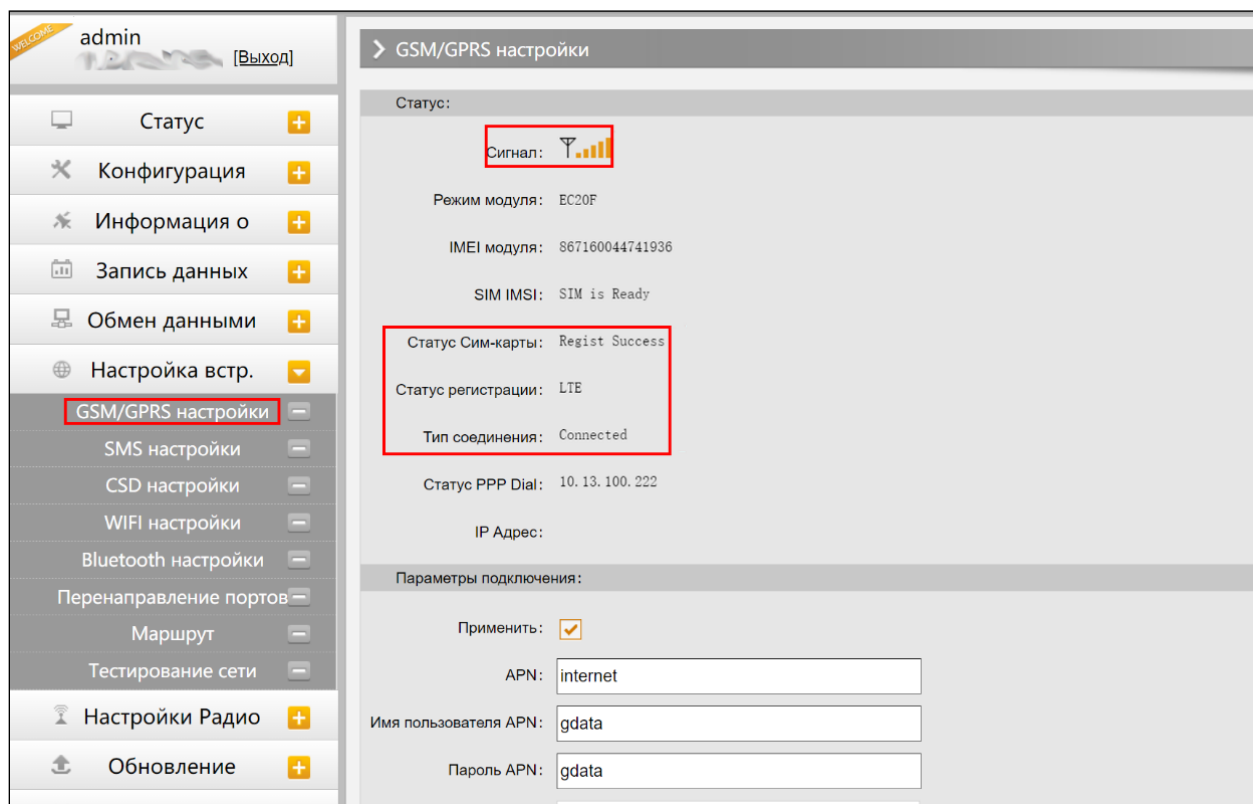 WELCOME
admin
[Выход]
Статус
Конфигурация
Информация о
Запись данных
Обмен данными
Настройка встр.
GSM/GPRS настройки
SMS настройки
CSD настройки
WIFI настройки
Bluetooth настройки
Перенаправление портов
Маршрут
Тестирование сети
Настройки Радио
Обновление
GSM/GPRS настройки
Статус:
Сигнал:
Режим модуля: EC20F
IMEI модуля: 867160044741936
SIM IMSI: SIM is Ready
Статус Сим-карты: Regist Success
Статус регистрации: LTE
Тип соединения: Connected
Статус PPP Dial: 10.13.100.222
IP Адрес:
Параметры подключения:
Применить:
APN: internet
Имя пользователя APN: gdata
Пароль APN: gdata